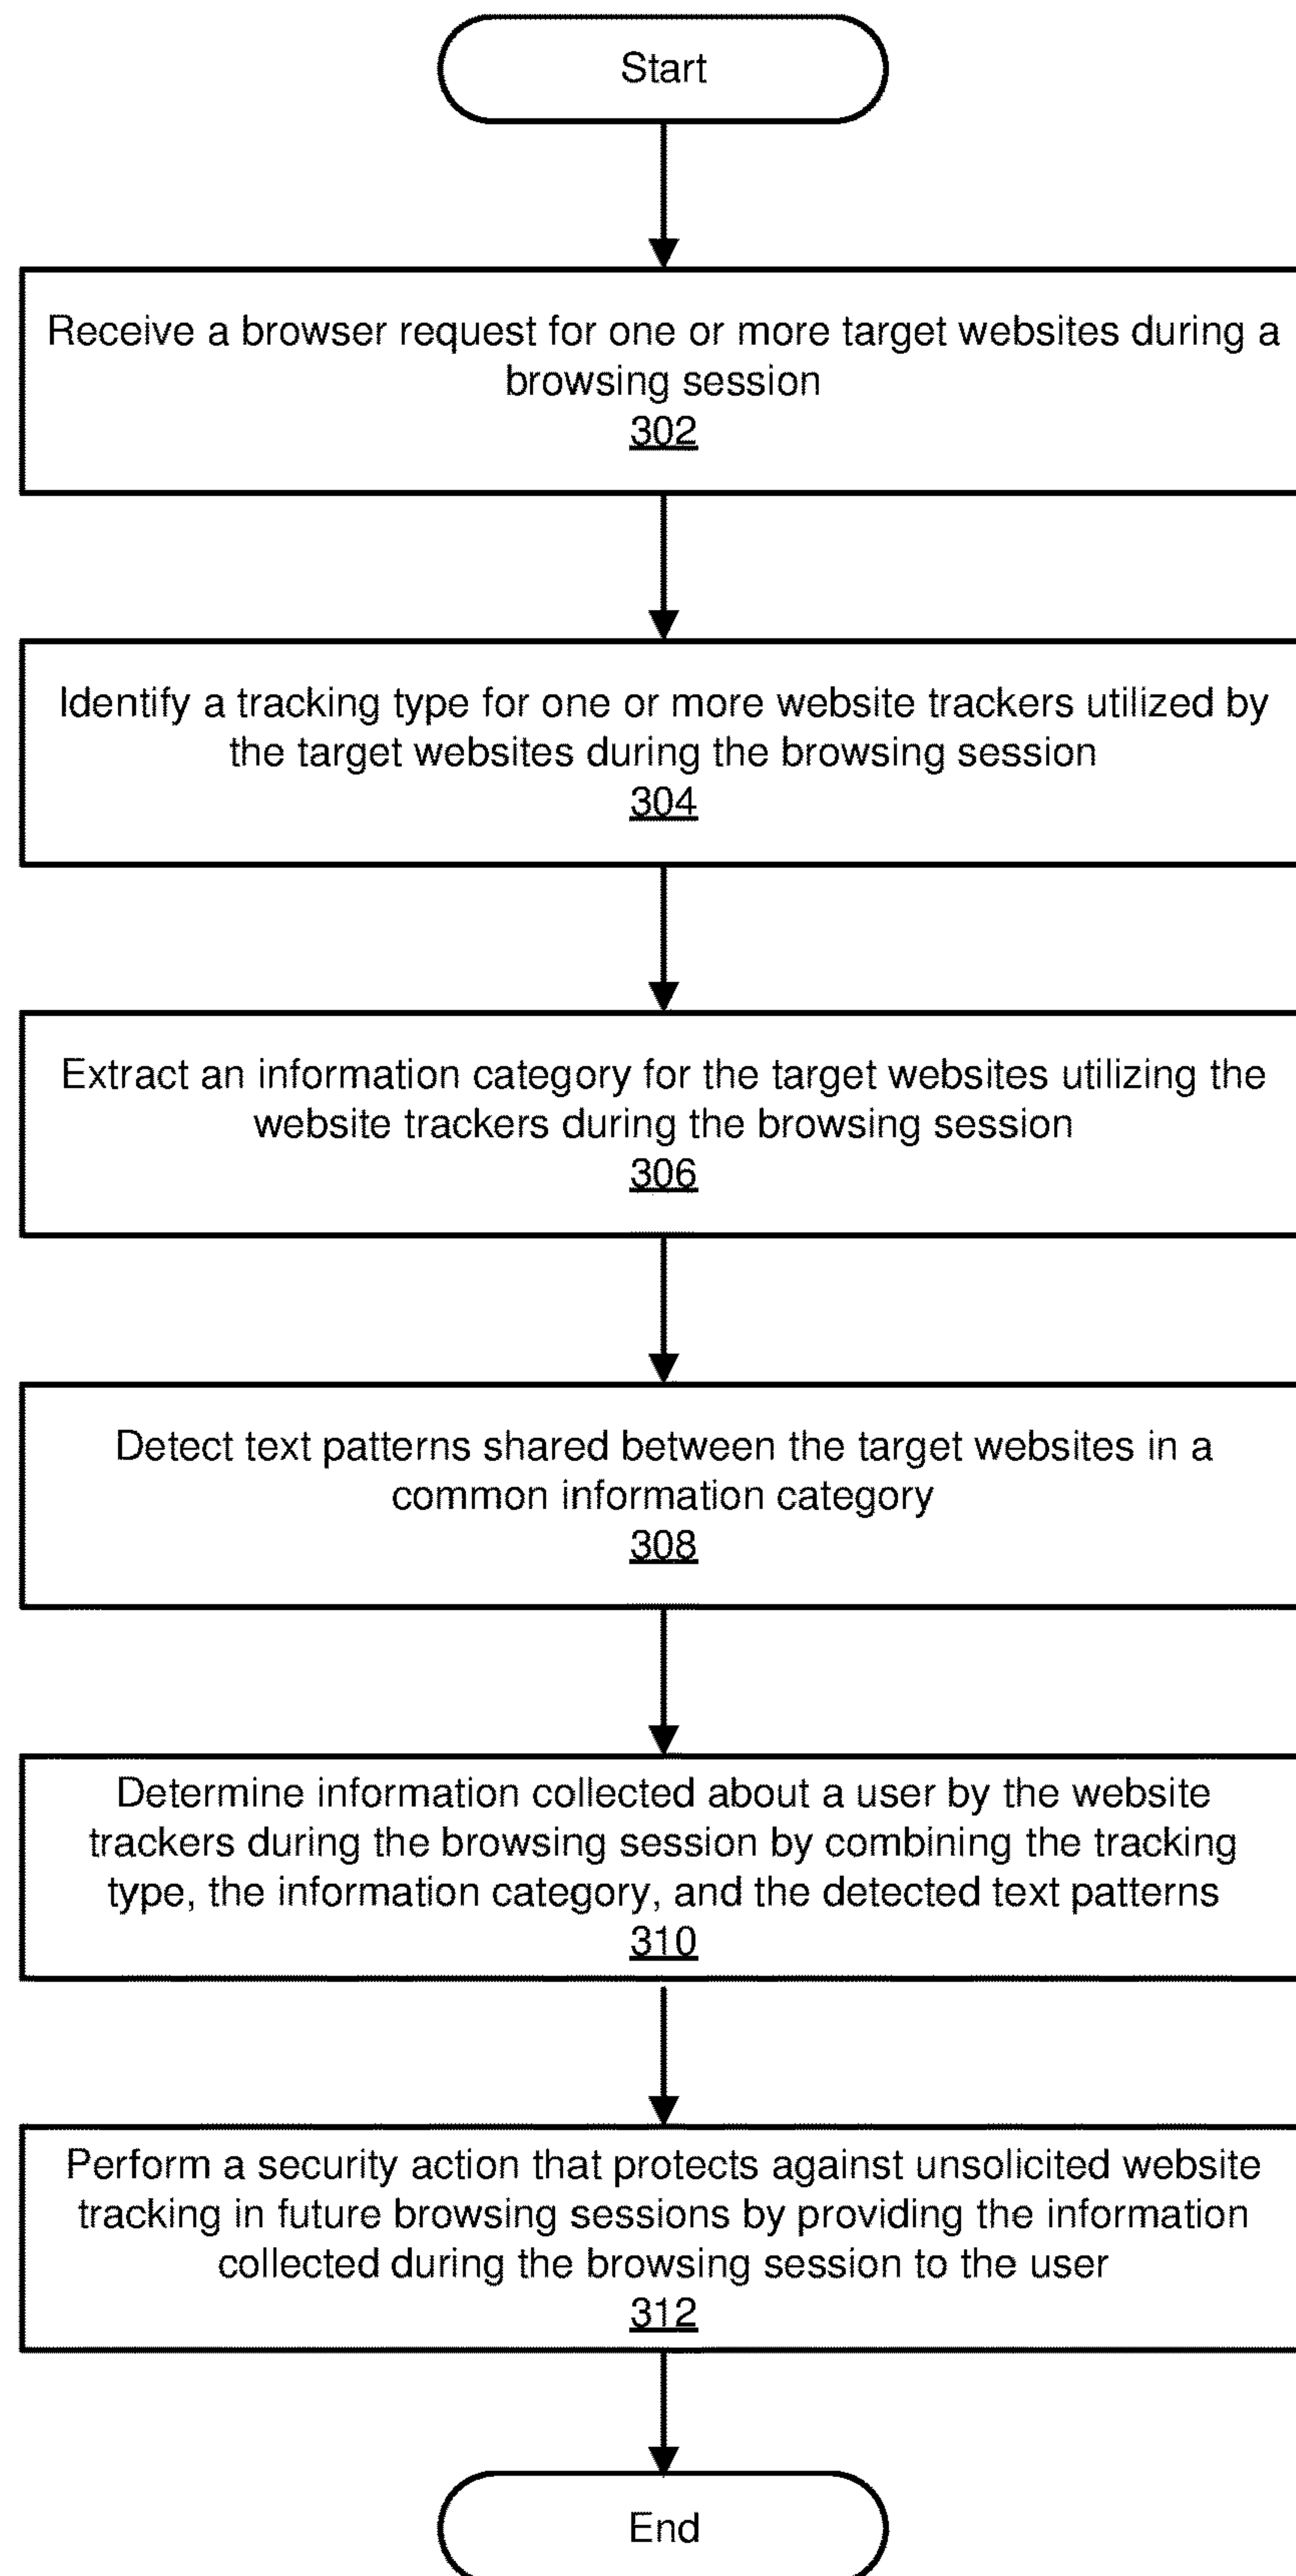 Start
Receive a browser request for one or more target websites during a
browsing session
302
Identify a tracking type for one or more website trackers utilized by
the target websites during the browsing session
304
Extract an information category for the target websites utilizing the
website trackers during the browsing session
306
Detect text patterns shared between the target websites in a
common information category
308
Determine information collected about a user by the website
trackers during the browsing session by combining the tracking
type, the information category, and the detected text patterns
310
Perform a security action that protects against unsolicited website
tracking in future browsing sessions by providing the information
collected during the browsing session to the user
312
End